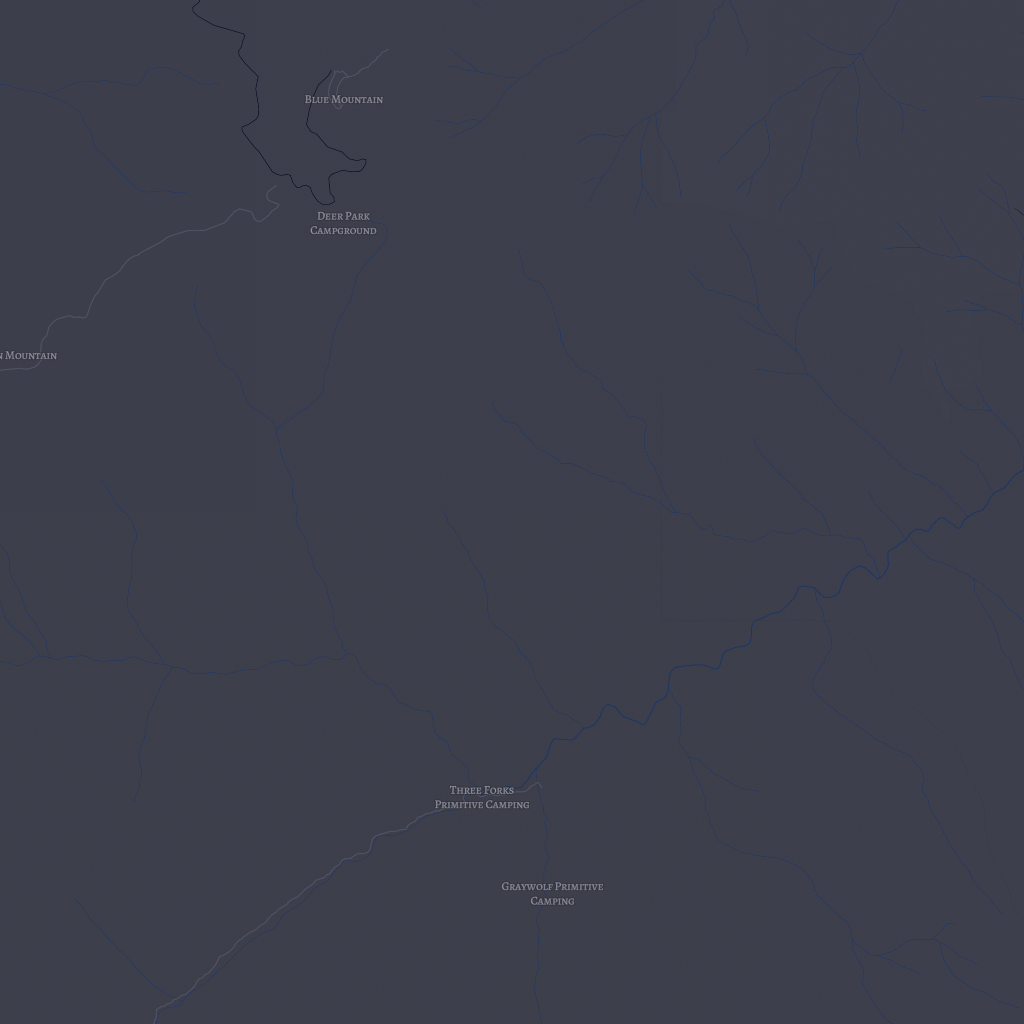 Blue Mountain
Deer Park
Campground
Mountain
Three Forks
Primitive Camping
Graywolf Primitive
Camping